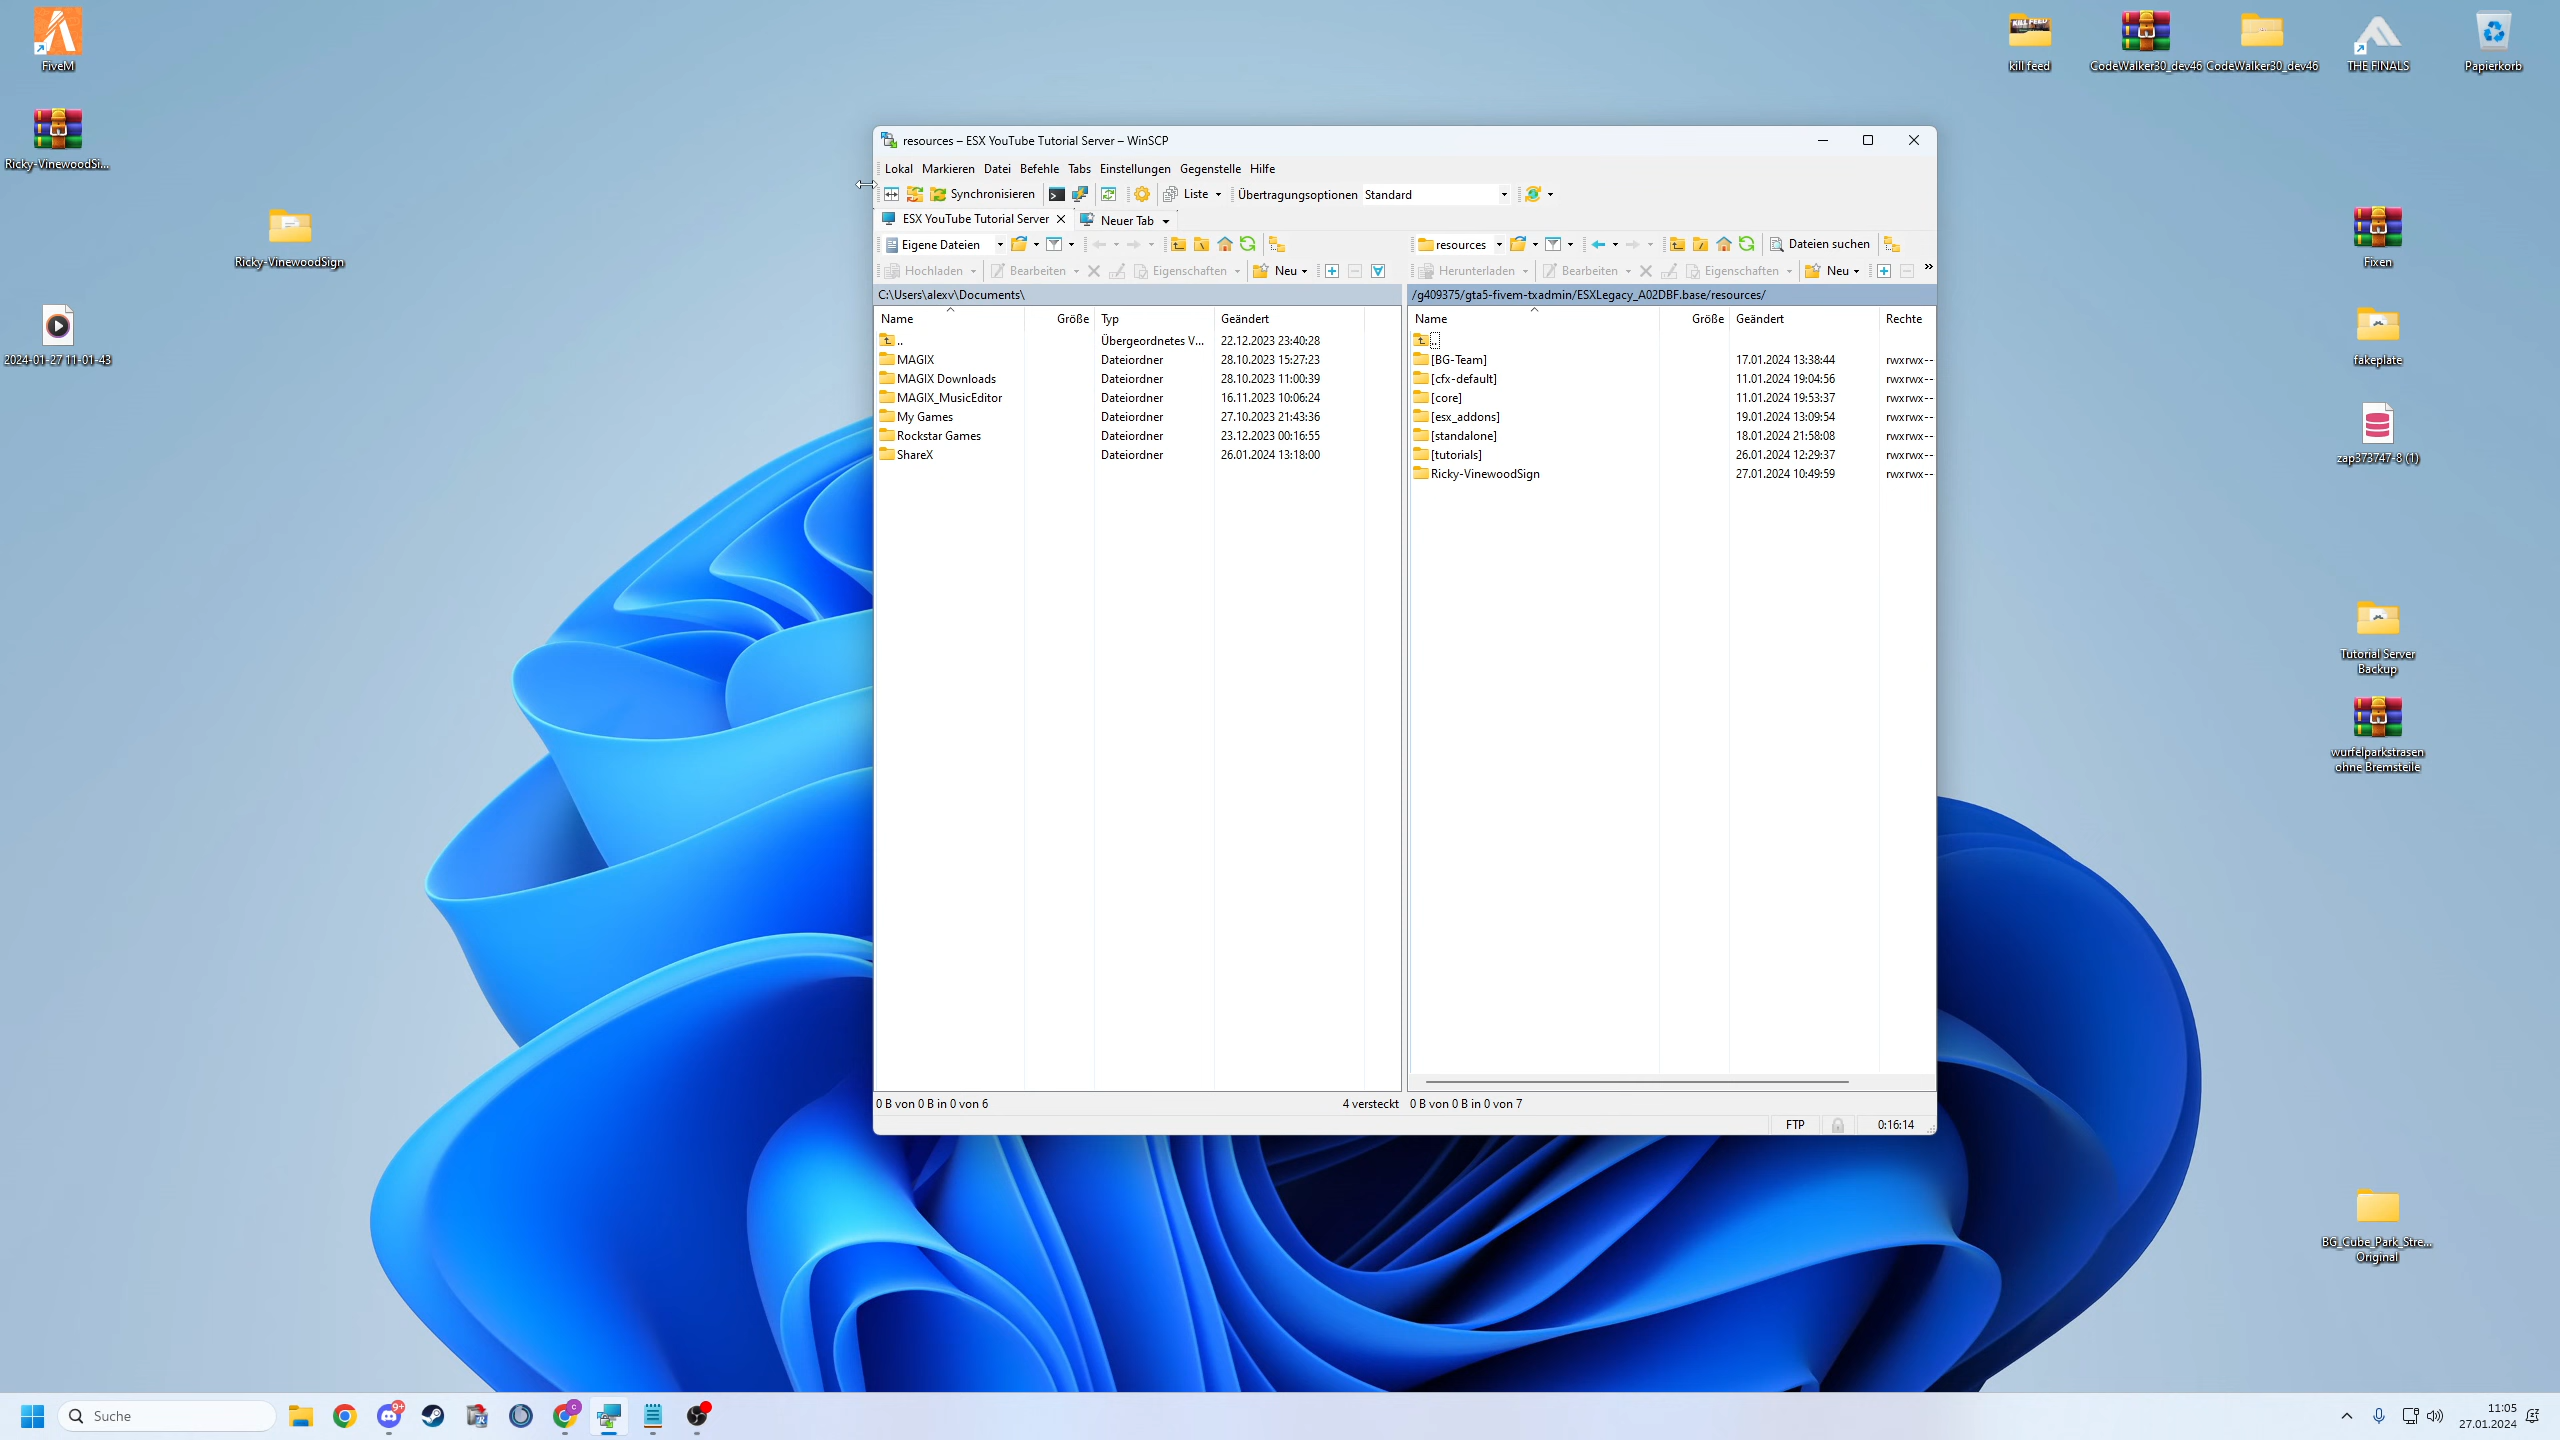 FiveM
Ricky-VinewoodSi...
Ricky-VinewoodSign
2024-01-27 11-01-43
kill feed
CodeWalker30_dev46
CodeWalker30_dev46
THE FINALS
Papierkorb
Fixen
fakeplate
zap373747-8 (1)
Tutorial Server
Backup
wurfelparkstrasen
ohne Bremsteile
BG_Cube_Park_Stre...
Original
resources – ESX YouTube Tutorial Server – WinSCP
Lokal Markieren Datei Befehle Tabs Einstellungen Gegenstelle Hilfe
Synchronisieren Liste Übertragungsoptionen Standard
ESX YouTube Tutorial Server Neuer Tab
Eigene Dateien
Hochladen Bearbeiten Eigenschaften Neu
C:\Users\alexv\Documents\
Name Größe Typ Geändert
.. Übergeordnetes V... 22.12.2023 23:40:28
MAGIX Dateiordner 28.10.2023 15:27:23
MAGIX Downloads Dateiordner 28.10.2023 11:00:39
MAGIX_MusicEditor Dateiordner 16.11.2023 10:06:24
My Games Dateiordner 27.10.2023 21:43:36
Rockstar Games Dateiordner 23.12.2023 00:16:55
ShareX Dateiordner 26.01.2024 13:18:00
0 B von 0 B in 0 von 6 4 versteckt
resources Dateien suchen
Herunterladen Bearbeiten Eigenschaften Neu »
/g409375/gta5-fivem-txadmin/ESXLegacy_A02DBF.base/resources/
Name Größe Geändert Rechte
..
[BG-Team] 17.01.2024 13:38:44 rwxrwx--
[cfx-default] 11.01.2024 19:04:56 rwxrwx--
[core] 11.01.2024 19:53:37 rwxrwx--
[esx_addons] 19.01.2024 13:09:54 rwxrwx--
[standalone] 18.01.2024 21:58:08 rwxrwx--
[tutorials] 26.01.2024 12:29:37 rwxrwx--
Ricky-VinewoodSign 27.01.2024 10:49:59 rwxrwx--
0 B von 0 B in 0 von 7
FTP 0:16:14
Suche
9+
c
11:05
27.01.2024